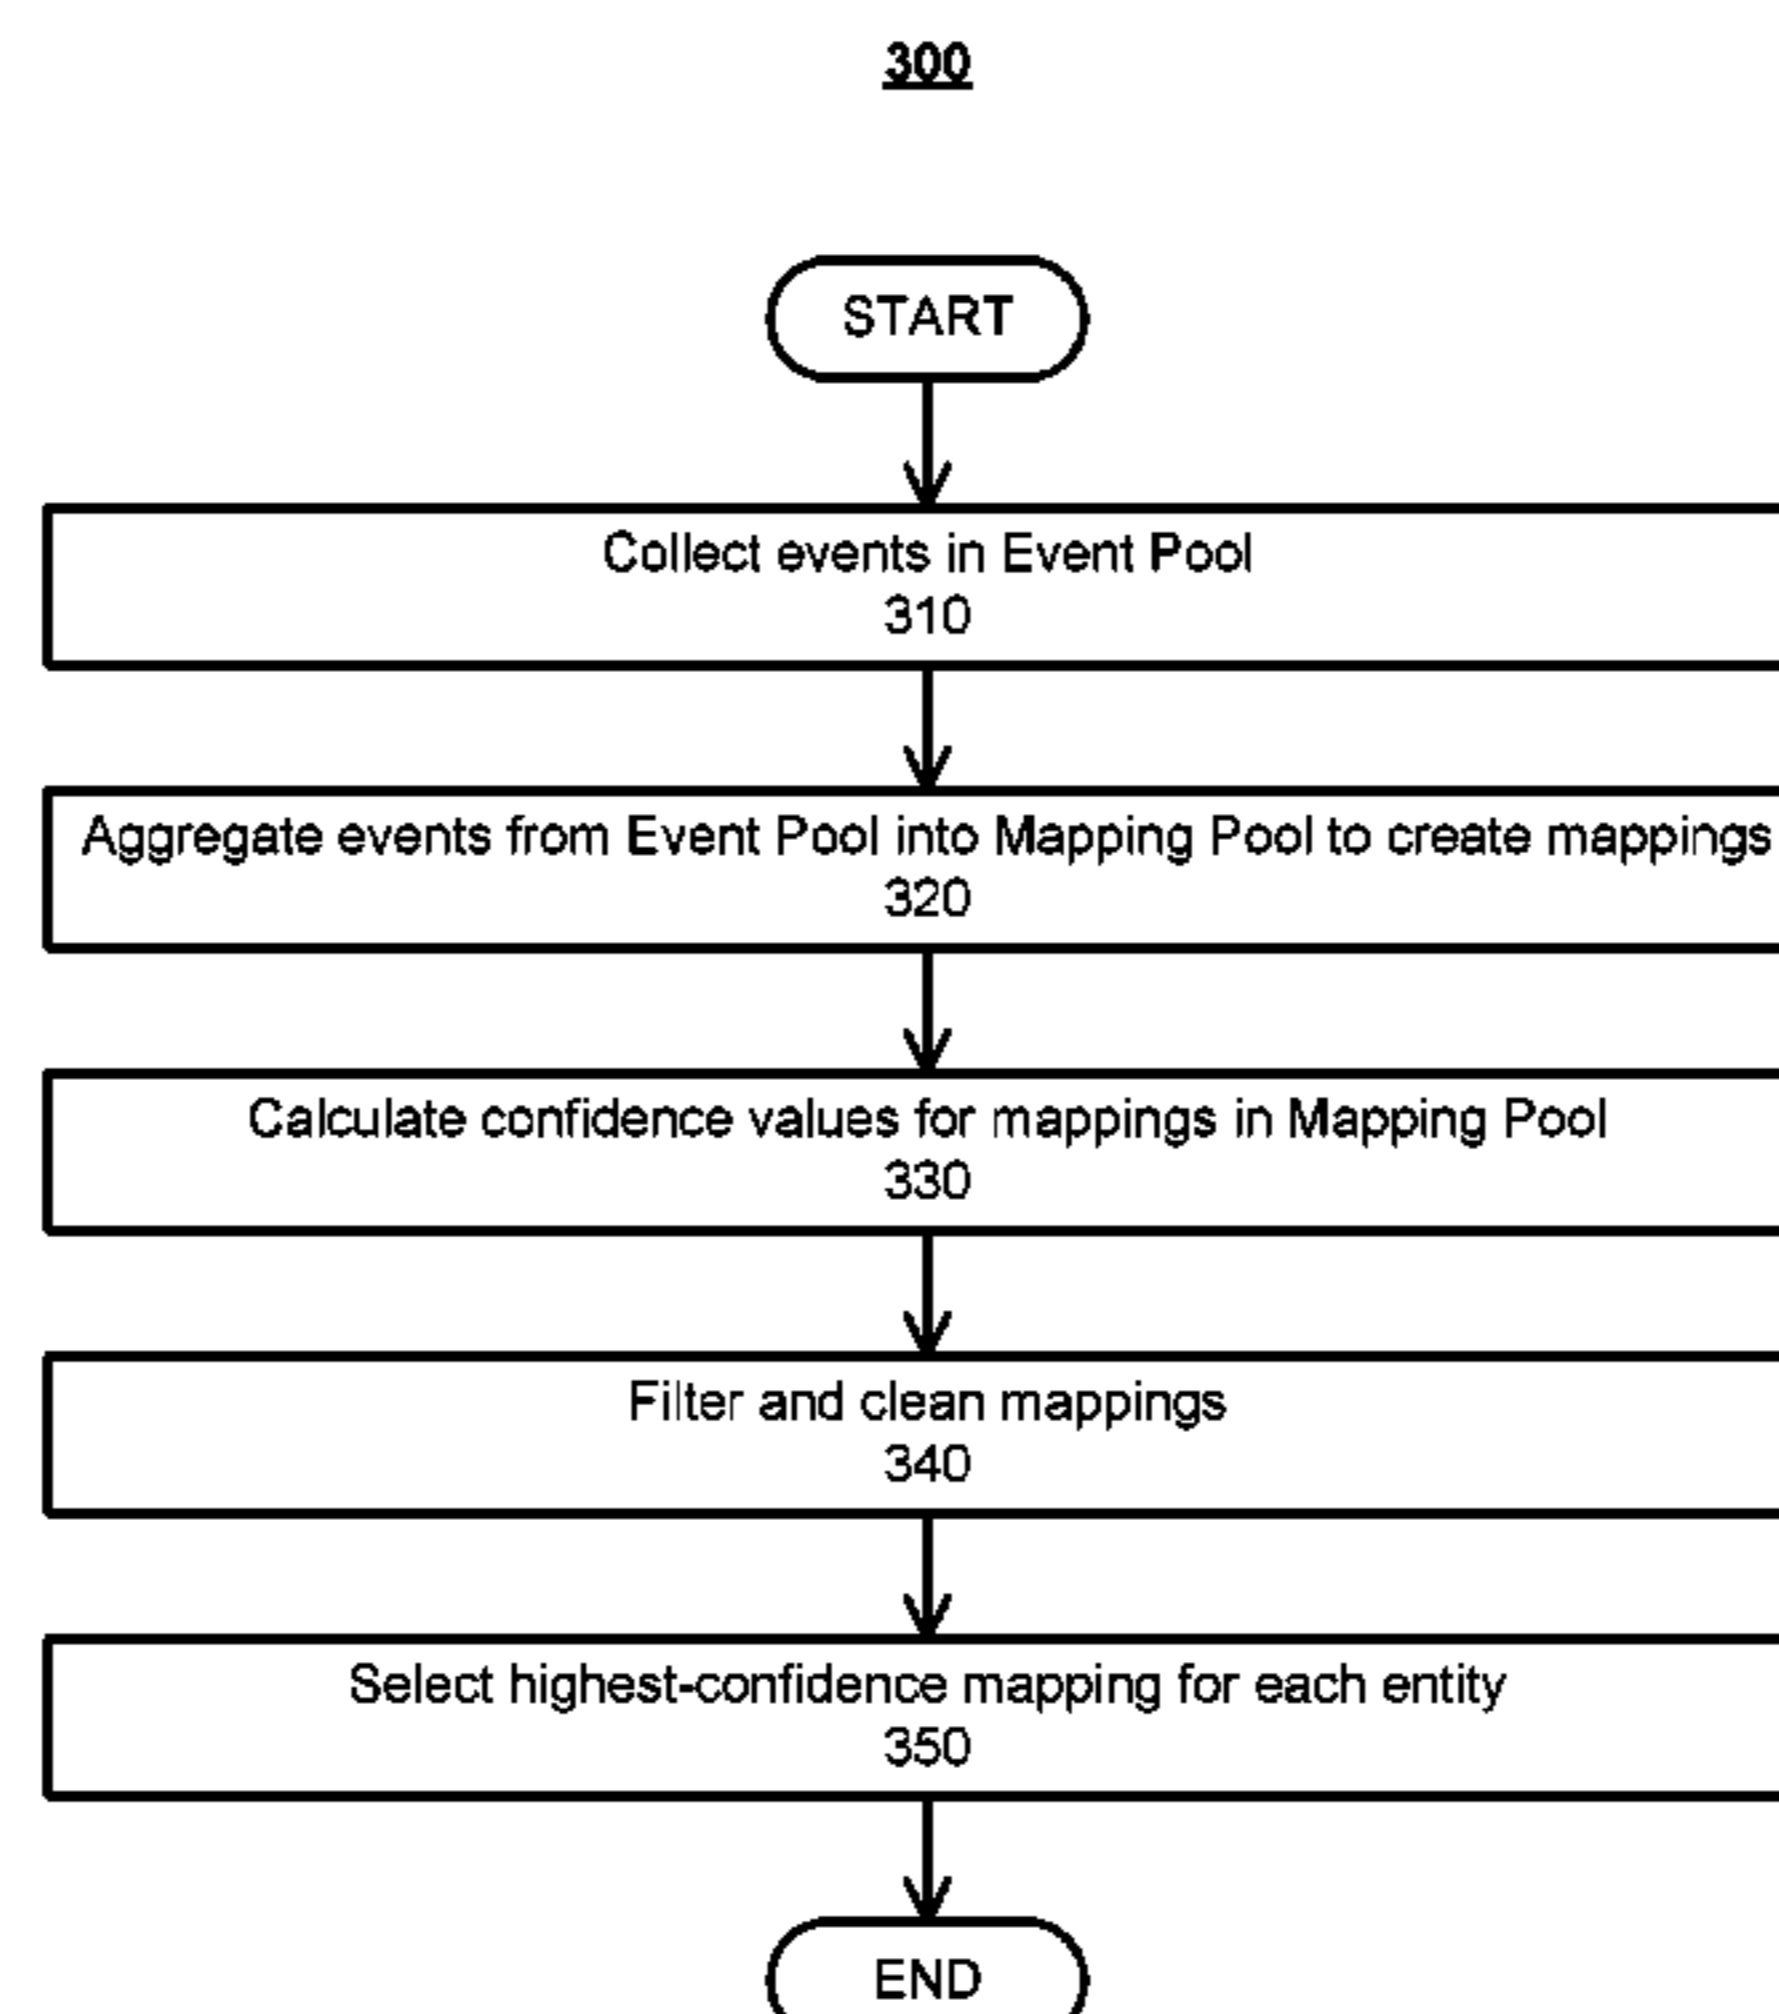 300
START
Collect events in Event Pool
310
Aggregate events from Event Pool into Mapping Pool to create mappings
320
Calculate confidence values for mappings in Mapping Pool
330
Filter and clean mappings
340
Select highest-confidence mapping for each entity
350
END